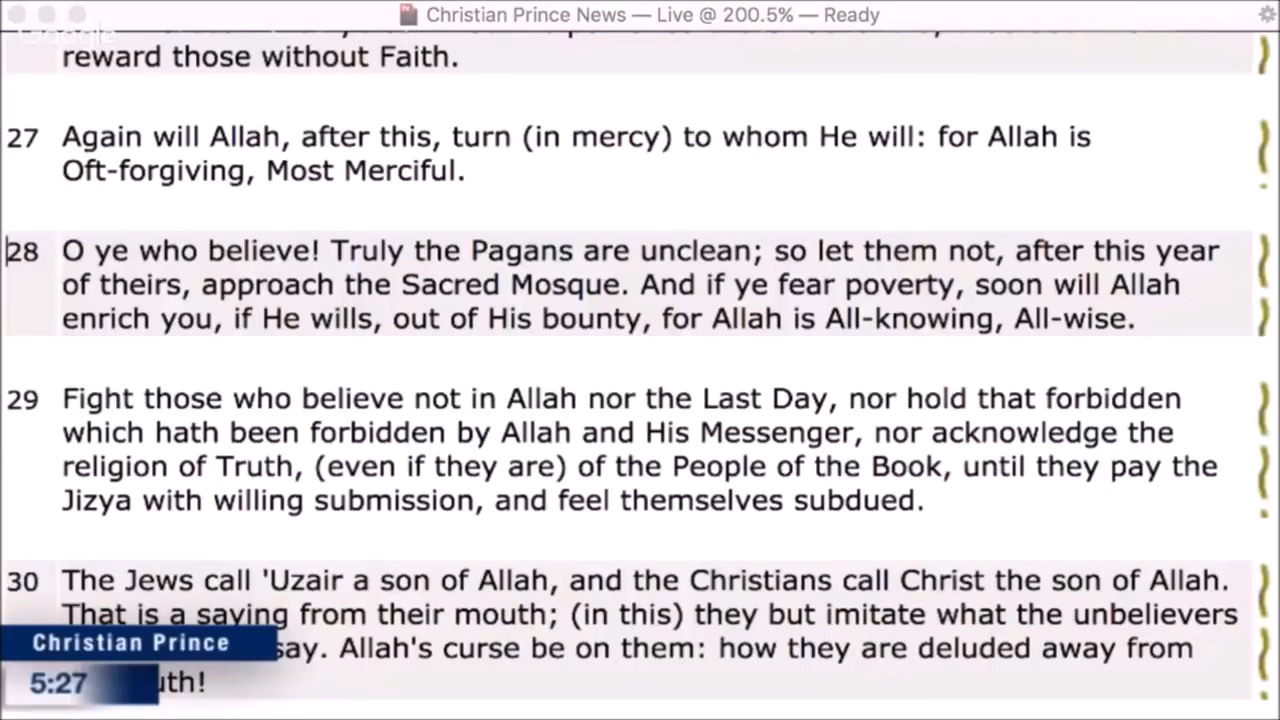 Christian Prince News — Live @ 200.5% — Ready
Google
reward those without Faith.
27 Again will Allah, after this, turn (in mercy) to whom He will: for Allah is
Oft-forgiving, Most Merciful.
28 O ye who believe! Truly the Pagans are unclean; so let them not, after this year
of theirs, approach the Sacred Mosque. And if ye fear poverty, soon will Allah
enrich you, if He wills, out of His bounty, for Allah is All-knowing, All-wise.
29 Fight those who believe not in Allah nor the Last Day, nor hold that forbidden
which hath been forbidden by Allah and His Messenger, nor acknowledge the
religion of Truth, (even if they are) of the People of the Book, until they pay the
Jizya with willing submission, and feel themselves subdued.
30 The Jews call 'Uzair a son of Allah, and the Christians call Christ the son of Allah.
That is a saying from their mouth; (in this) they but imitate what the unbelievers
say. Allah's curse be on them: how they are deluded away from
uth!
Christian Prince
5:27